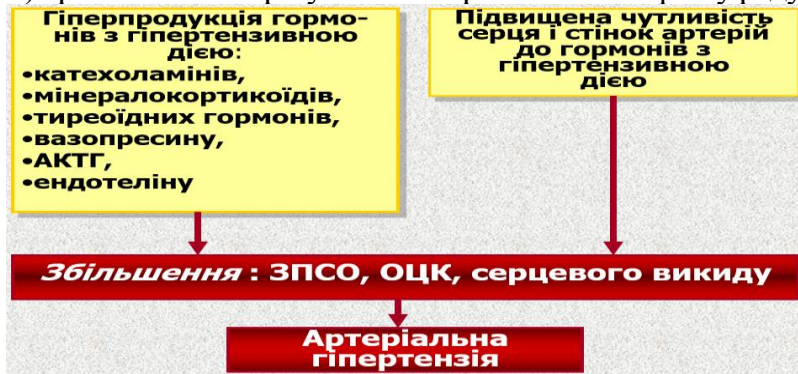 Гіперпродукція гормо-
нів з гіпертензивною
дією:
•катехоламінів,
•мінералокортикоїдів,
•тиреоїдних гормонів,
•вазопресину,
•АКТГ,
•ендотеліну
Підвищена чутливість
серця і стінок артерій
до гормонів з
гіпертензивною
дією
Збільшення : ЗПСО, ОЦК, серцевого викиду
Артеріальна
гіпертензія